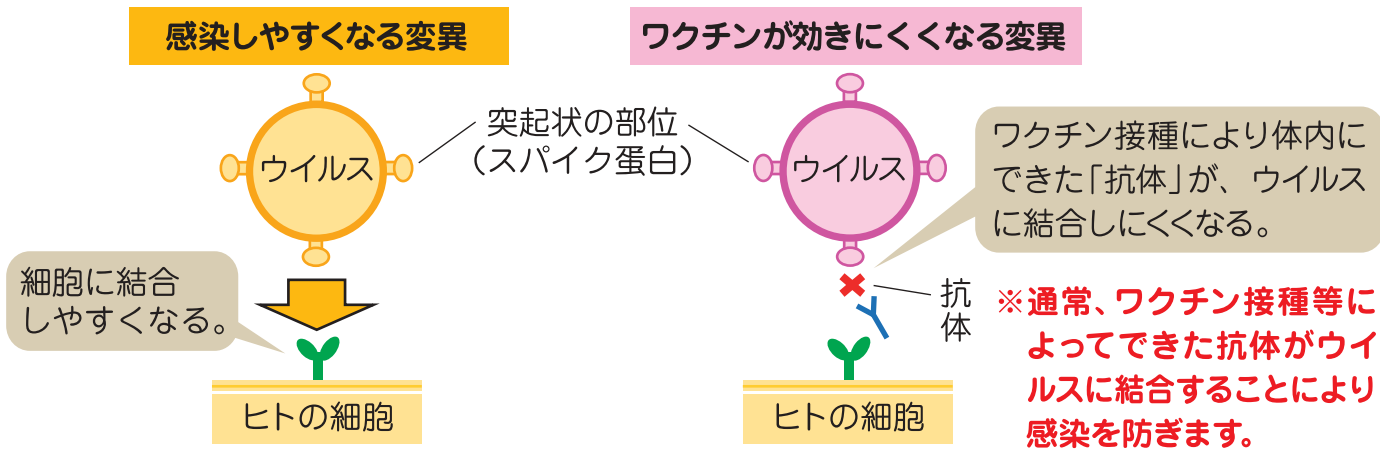 感染しやすくなる変異
ウイルス
細胞に結合
しやすくなる。
ヒトの細胞
突起状の部位
（スパイク蛋白）
ワクチンが効きにくくなる変異
ウイルス
ワクチン接種により体内に
できた「抗体」が、ウイルス
に結合しにくくなる。
抗体
ヒトの細胞
※通常、ワクチン接種等に
よってできた抗体がウイ
ルスに結合することにより
感染を防ぎます。